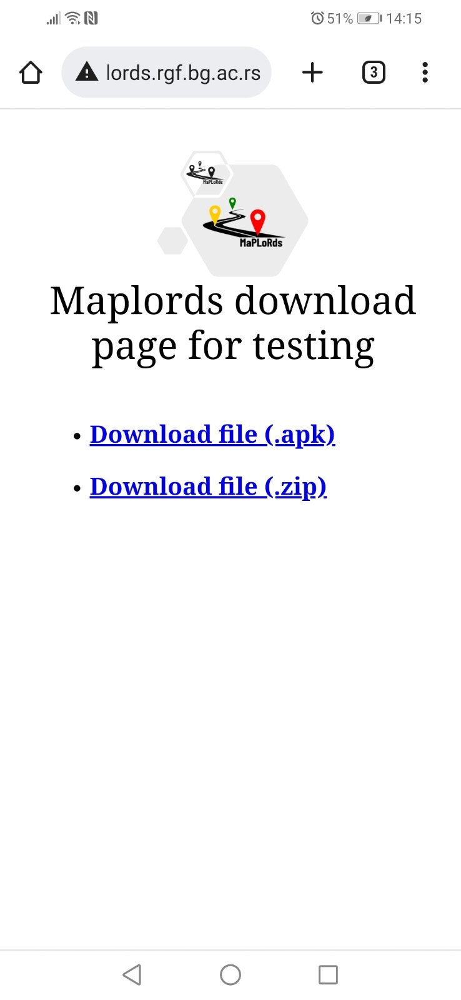 51% 14:15
lords.rgf.bg.ac.rs
3
MaPLoRds
MaPLoRds
Maplords download
page for testing
• Download file (.apk)
• Download file (.zip)